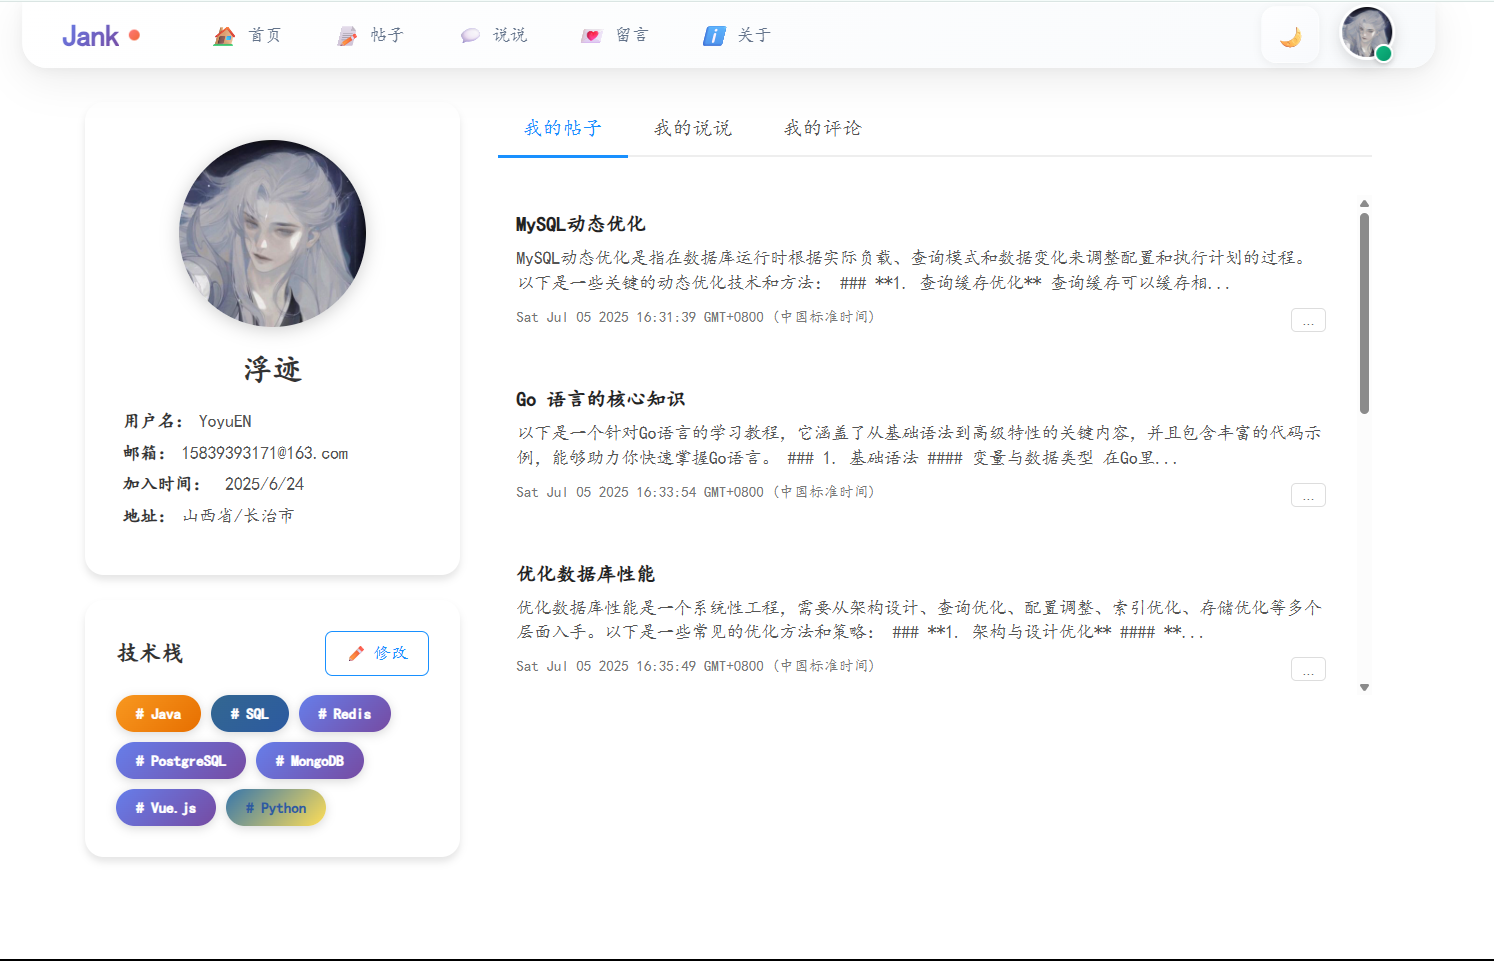 Jank
首页
帖子
说说
留言
关于
浮迹
用户名： YoyuEN
邮箱： 15839393171@163.com
加入时间： 2025/6/24
地址： 山西省/长治市
技术栈
修改
# Java
# SQL
# Redis
# PostgreSQL
# MongoDB
# Vue.js
# Python
我的帖子
我的说说
我的评论
MySQL动态优化
MySQL动态优化是指在数据库运行时根据实际负载、查询模式和数据变化来调整配置和执行计划的过程。
以下是一些关键的动态优化技术和方法： ### **1. 查询缓存优化** 查询缓存可以缓存相...
Sat Jul 05 2025 16:31:39 GMT+0800 (中国标准时间)
...
Go 语言的核心知识
以下是一个针对Go语言的学习教程，它涵盖了从基础语法到高级特性的关键内容，并且包含丰富的代码示
例，能够助力你快速掌握Go语言。 ### 1. 基础语法 #### 变量与数据类型 在Go里...
Sat Jul 05 2025 16:33:54 GMT+0800 (中国标准时间)
...
优化数据库性能
优化数据库性能是一个系统性工程，需要从架构设计、查询优化、配置调整、索引优化、存储优化等多个
层面入手。以下是一些常见的优化方法和策略： ### **1. 架构与设计优化** #### **...
Sat Jul 05 2025 16:35:49 GMT+0800 (中国标准时间)
...